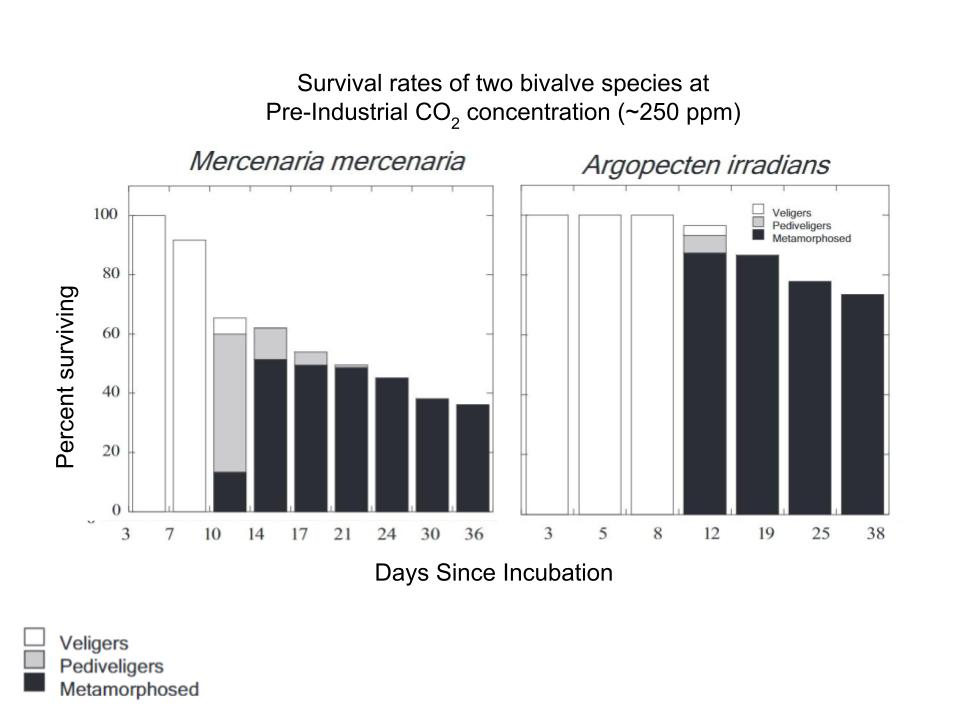 Survival rates of two bivalve species at
Pre-Industrial CO₂ concentration (~250 ppm)
Mercenaria mercenaria
Argopecten irradians
Percent surviving
100
80
60
40
20
0
3 7 10 14 17 21 24 30 36
Veligers
Pediveligers
Metamorphosed
3 5 8 12 19 25 38
Days Since Incubation
Veligers
Pediveligers
Metamorphosed